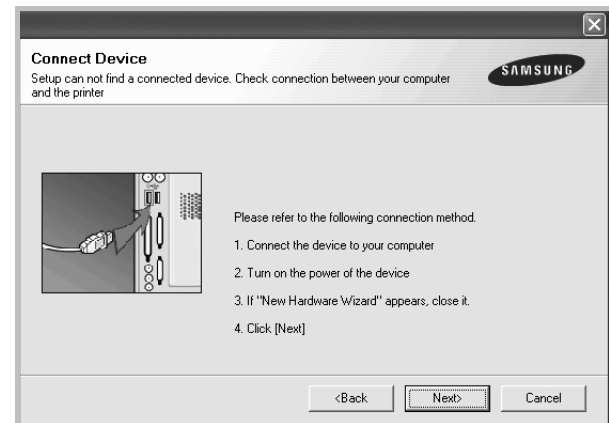 Connect Device
Setup can not find a connected device. Check connection between your computer
and the printer
SAMSUNG
Please refer to the following connection method.
1. Connect the device to your computer
2. Turn on the power of the device
3. If "New Hardware Wizard" appears, close it.
4. Click [Next]
<Back
Next>
Cancel